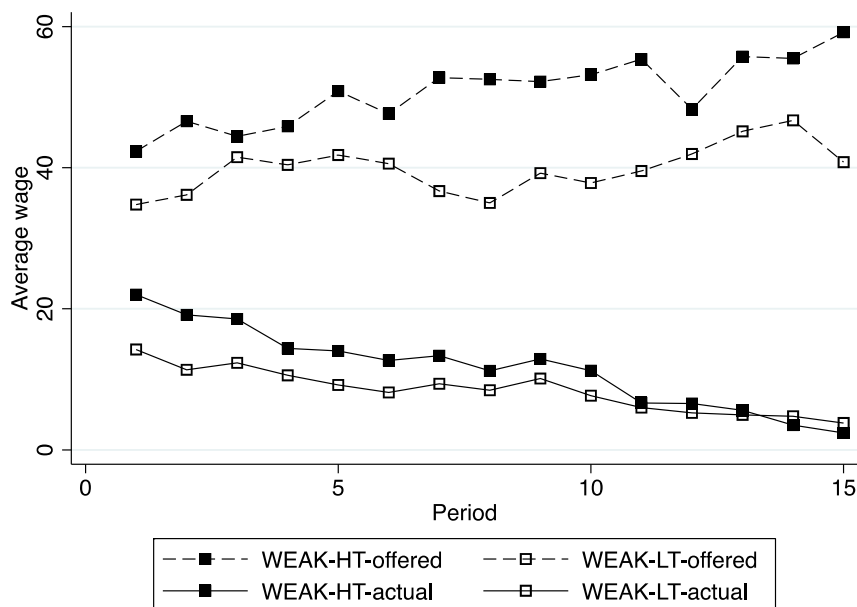 60
40
20
0
Average wage
0 5 10 15
Period
WEAK-HT-offered WEAK-LT-offered
WEAK-HT-actual WEAK-LT-actual